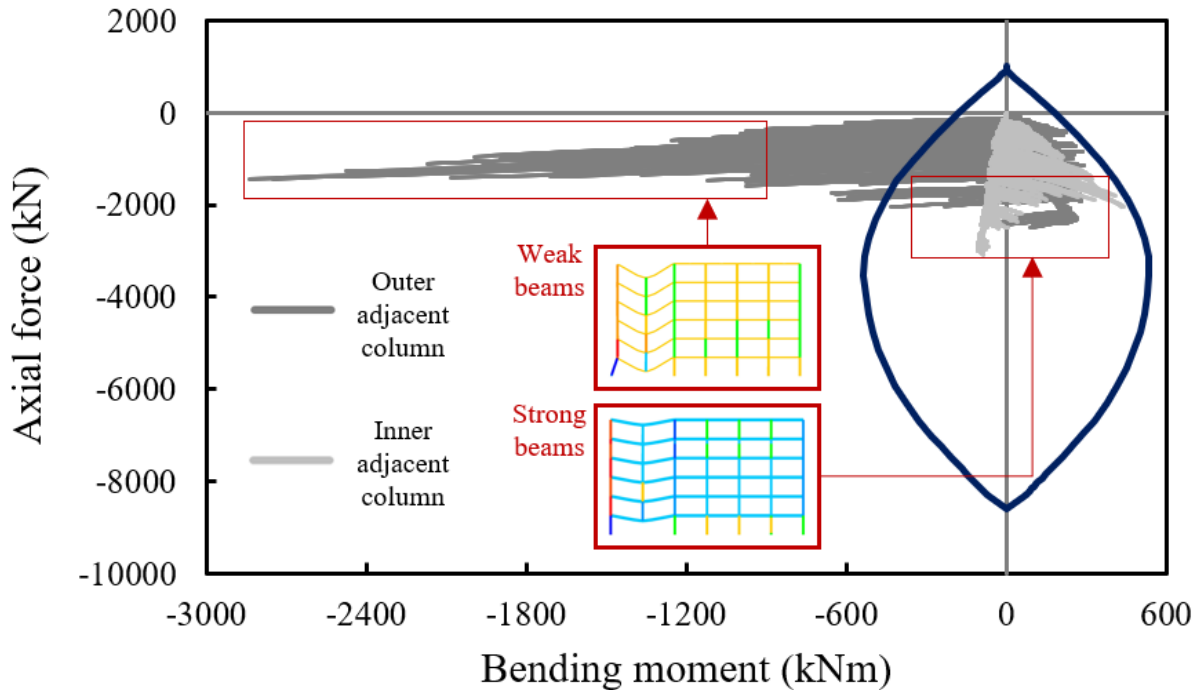 2000
0
-2000
-4000
-6000
-8000
-10000
Axial force (kN)
Weak
beams
Outer
adjacent
column
Strong
beams
Inner
adjacent
column
-3000
-2400
-1800
-1200
-600
0
600
Bending moment (kNm)